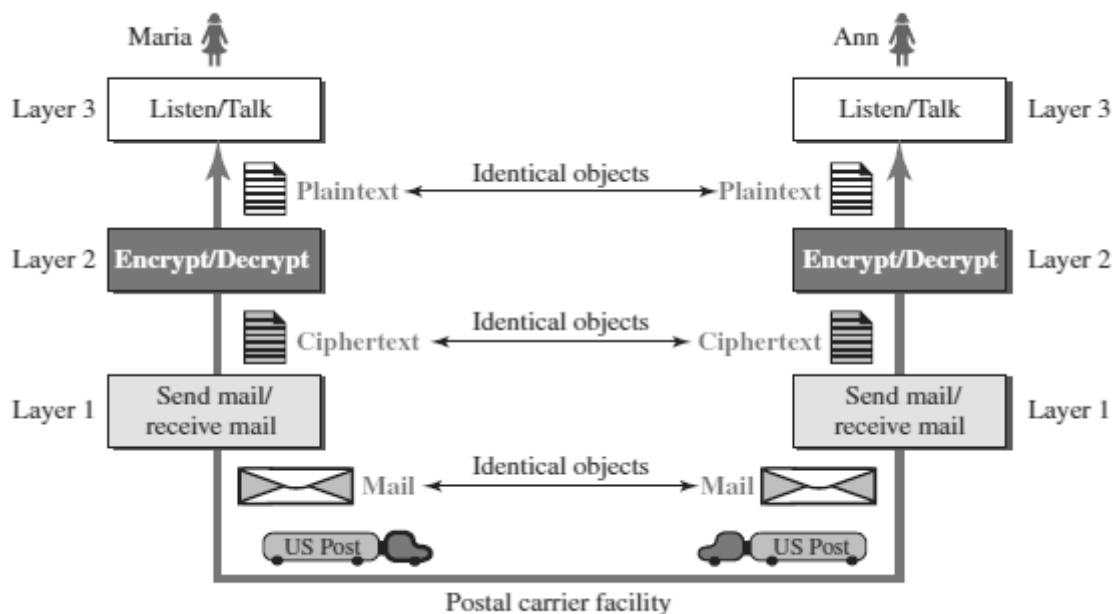 Maria Ann
Layer 3 Listen/Talk Listen/Talk Layer 3
Identical objects
Plaintext Plaintext
Layer 2 Encrypt/Decrypt Encrypt/Decrypt Layer 2
Identical objects
Ciphertext Ciphertext
Send mail/ Send mail/
Layer 1 receive mail receive mail Layer 1
Identical objects
Mail Mail
US Post US Post
Postal carrier facility